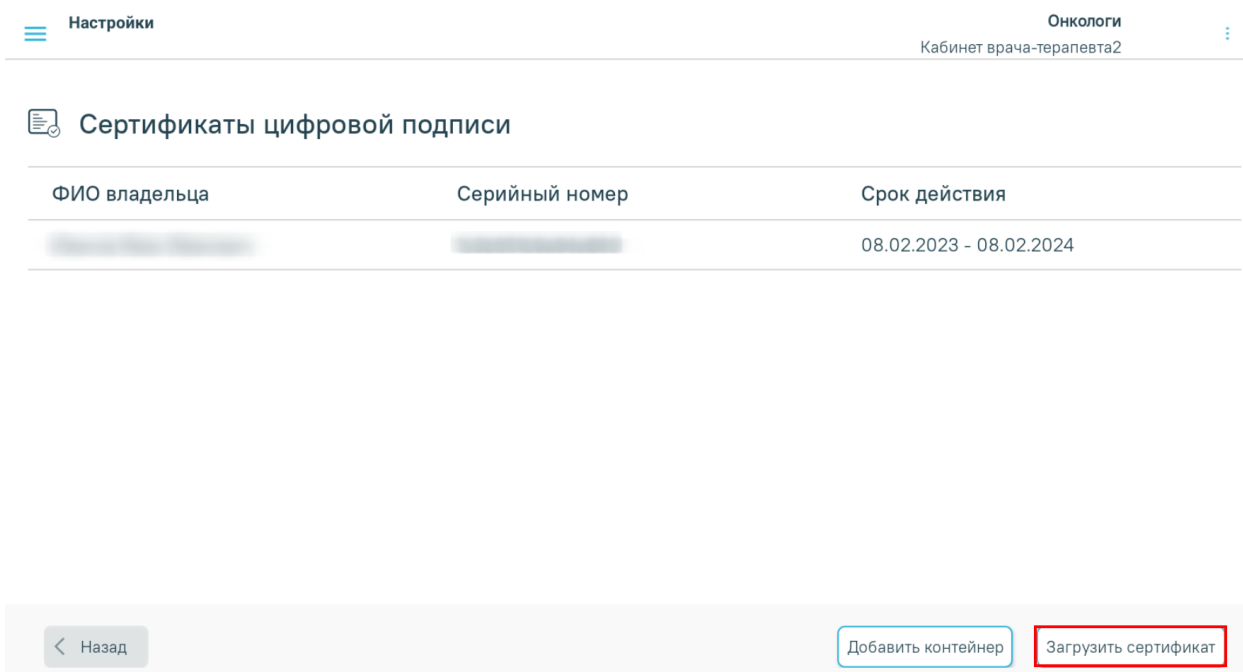 Настройки
Онкологи
Кабинет врача-терапевта2
Сертификаты цифровой подписи
ФИО владельца Серийный номер Срок действия
08.02.2023 - 08.02.2024
Назад Добавить контейнер Загрузить сертификат